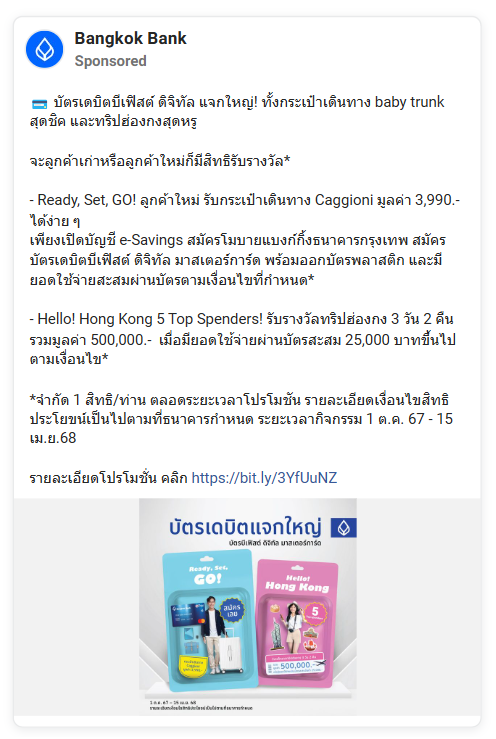 Bangkok Bank
Sponsored
บัตรเดบิตบีเฟิสต์ ดิจิทัล แจกใหญ่! ทั้งกระเป๋าเดินทาง baby trunk
สุดชิค และทริปฮ่องกงสุดหรู
จะลูกค้าเก่าหรือลูกค้าใหม่ก็มีสิทธิรับรางวัล*
- Ready, Set, GO! ลูกค้าใหม่ รับกระเป๋าเดินทาง Caggioni มูลค่า 3,990.-
ได้ง่าย ๆ
เพียงเปิดบัญชี e-Savings สมัครโมบายแบงก์กิ้งธนาคารกรุงเทพ สมัคร
บัตรเดบิตบีเฟิสต์ ดิจิทัล มาสเตอร์การ์ด พร้อมออกบัตรพลาสติก และมี
ยอดใช้จ่ายสะสมผ่านบัตรตามเงื่อนไขที่กำหนด*
- Hello! Hong Kong 5 Top Spenders! รับรางวัลทริปฮ่องกง 3 วัน 2 คืน
รวมมูลค่า 500,000.- เมื่อมียอดใช้จ่ายผ่านบัตรสะสม 25,000 บาทขึ้นไป
ตามเงื่อนไข*
*จำกัด 1 สิทธิ/ท่าน ตลอดระยะเวลาโปรโมชัน รายละเอียดเงื่อนไขสิทธิ
ประโยชน์เป็นไปตามที่ธนาคารกำหนด ระยะเวลากิจกรรม 1 ต.ค. 67 - 15
เม.ย.68
รายละเอียดโปรโมชั่น คลิก https://bit.ly/3YfUuNZ
บัตรเดบิตแจกใหญ่
บัตรบีเฟิสต์ ดิจิทัล มาสเตอร์การ์ด
Ready, Set,
GO!
Hello!
Hong Kong
สมัคร
เลย
5
500,000.-
1 ต.ค. 67 – 15 เม.ย. 68